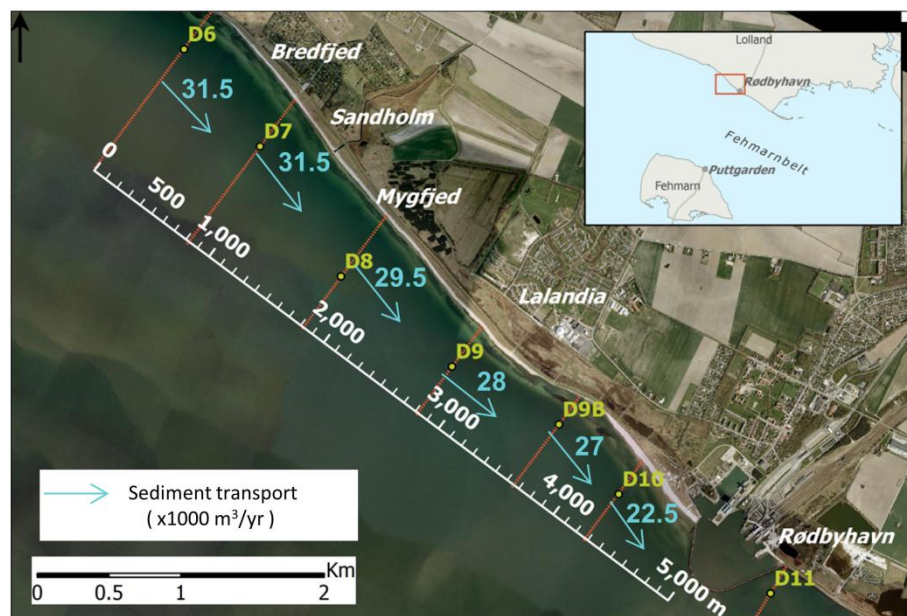 D6
Bredfjed
31.5
Sandholm
D7
31.5
0
500
1,000
Mygfjed
D8
29.5
2,000
Lalandia
D9
28
3,000
D9B
27
4,000
D10
22.5
5,000 m
Rødbyhavn
D11
Lolland
Rødbyhavn
Fehmarnbelt
Puttgarden
Fehmarn
Sediment transport
( x1000 m³/yr )
Km
0 0.5 1 2